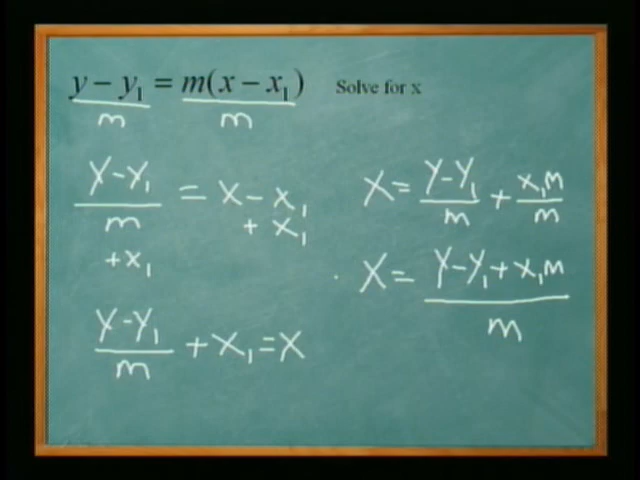 y − y₁ = m(x − x₁) Solve for x
m m
y − y₁ / m = x − x₁
+ x₁ + x₁
y − y₁ / m + x₁ = x
x = y − y₁ / m + x₁m / m
x = y − y₁ + x₁m / m